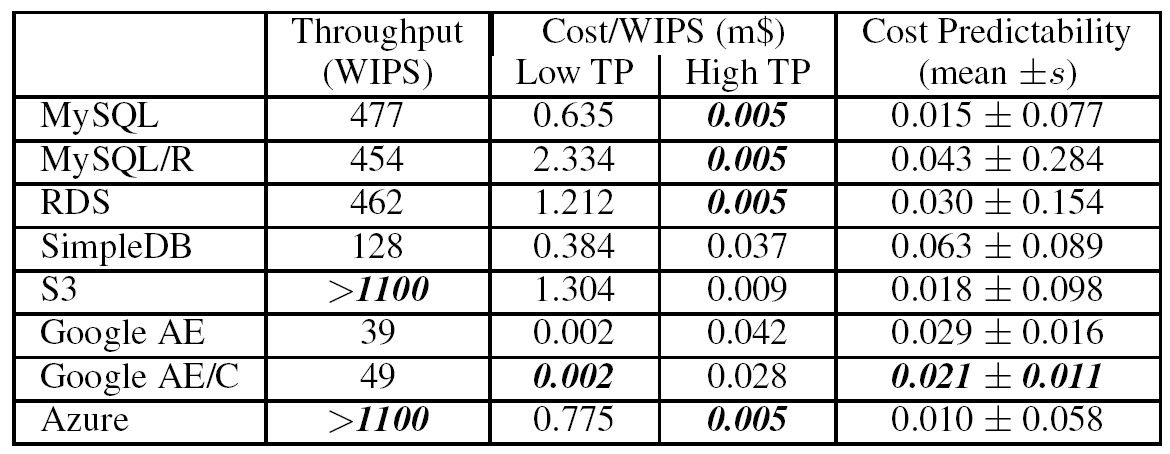 Throughput Cost/WIPS (m$) Cost Predictability
(WIPS) Low TP High TP (mean ±s)
MySQL 477 0.635 0.005 0.015 ± 0.077
MySQL/R 454 2.334 0.005 0.043 ± 0.284
RDS 462 1.212 0.005 0.030 ± 0.154
SimpleDB 128 0.384 0.037 0.063 ± 0.089
S3 >1100 1.304 0.009 0.018 ± 0.098
Google AE 39 0.002 0.042 0.029 ± 0.016
Google AE/C 49 0.002 0.028 0.021 ± 0.011
Azure >1100 0.775 0.005 0.010 ± 0.058